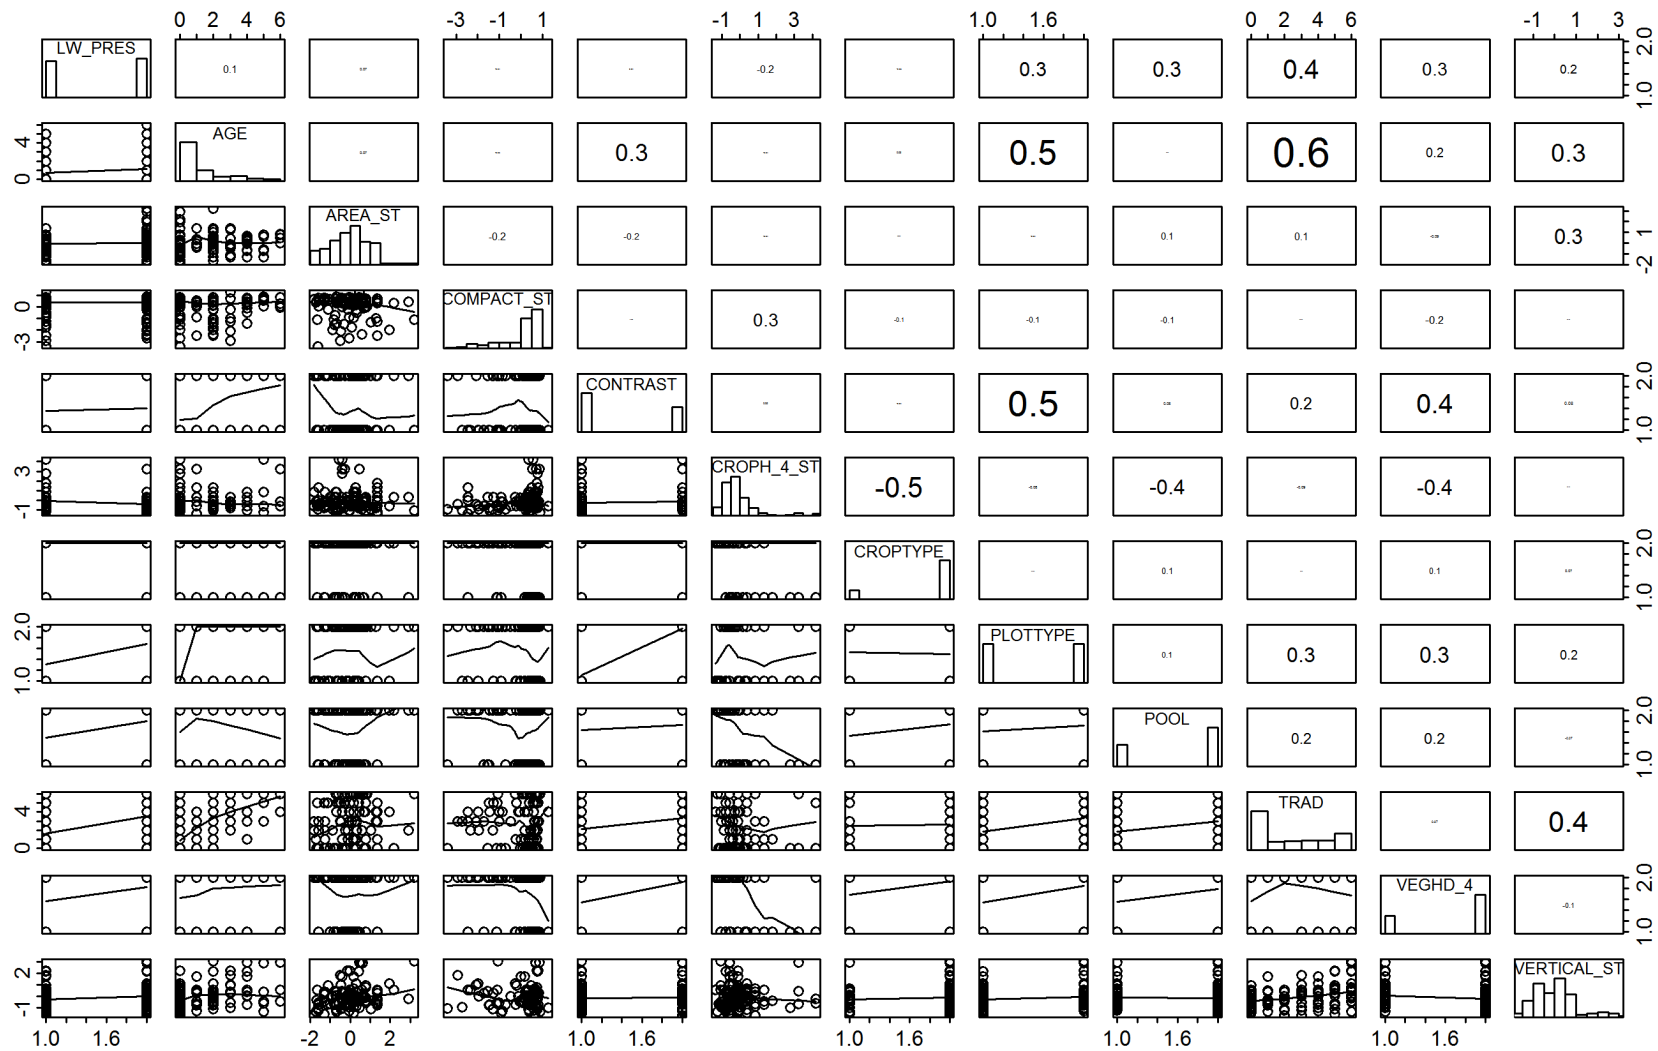 0 2 4 6 -3 -1 1 -1 1 3 1.0 1.6 0 2 4 6 -1 1 3
LW_PRES 0.1 -0.2 0.3 0.3 0.4 0.3 0.2 1.0 2.0
0 4 AGE 0.3 0.5 0.6 0.2 0.3
AREA_ST -0.2 -0.2 0.1 0.1 0.3 -2 1
-3 0 COMPACT_ST 0.3 -0.1 -0.1 -0.1 -0.2
CONTRAST 0.5 0.2 0.4 1.0 2.0
-1 3 CROPH_4_ST -0.5 -0.4 -0.4
CROPTYPE 0.1 0.1 1.0 2.0
1.0 2.0 PLOTTYPE 0.1 0.3 0.3 0.2
POOL 0.2 0.2 1.0 2.0
0 4 TRAD 0.4
VEGHD_4 -0.1 1.0 2.0
-1 2 VERTICAL_ST
1.0 1.6 -2 0 2 1.0 1.6 1.0 1.6 1.0 1.6 1.0 1.6